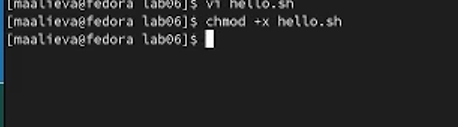 [maalieva@fedora lab06]$ vi hello.sh
[maalieva@fedora lab06]$ chmod +x hello.sh
[maalieva@fedora lab06]$